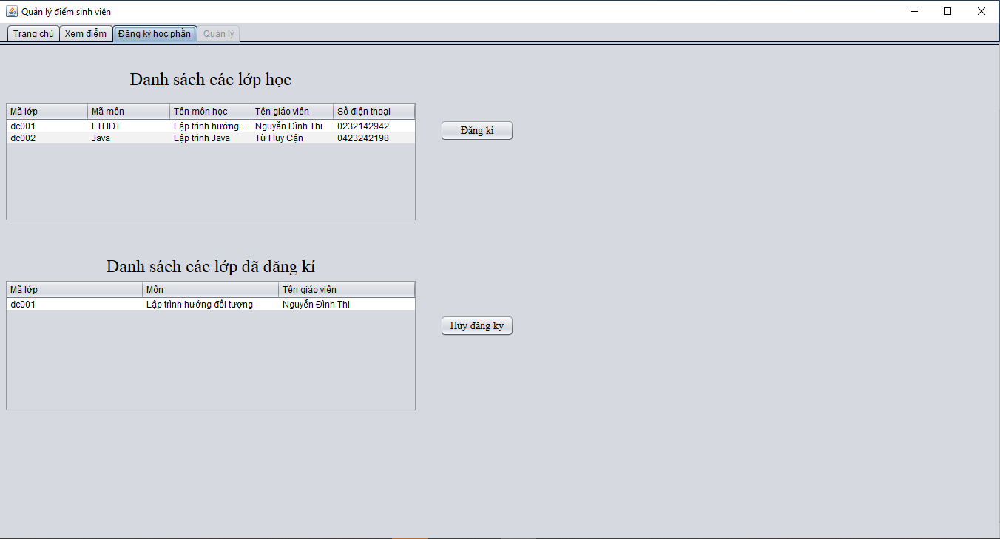 Quản lý điểm sinh viên
Trang chủ Xem điểm Đăng ký học phần Quản lý
Danh sách các lớp học
Mã lớp Mã môn Tên môn học Tên giáo viên Số điện thoại
dc001 LTHDT Lập trình hướng ... Nguyễn Đình Thi 0232142942
dc002 Java Lập trình Java Từ Huy Cận 0423242198
Đăng kí
Danh sách các lớp đã đăng kí
Mã lớp Môn Tên giáo viên
dc001 Lập trình hướng đối tượng Nguyễn Đình Thi
Hủy đăng ký